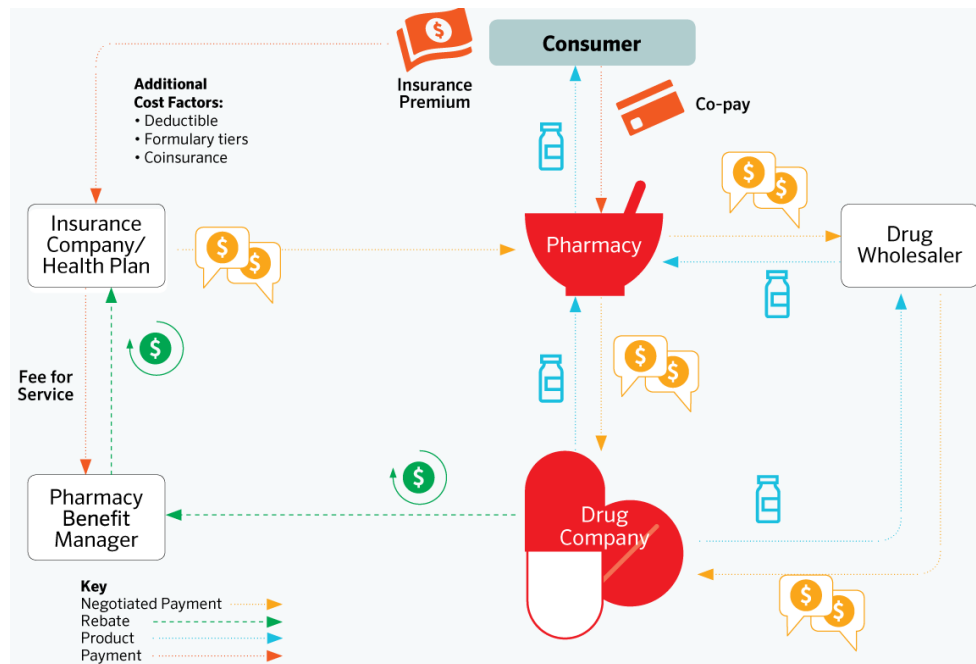 Consumer
$
Insurance
Premium
Co-pay
Additional
Cost Factors:
• Deductible
• Formulary tiers
• Coinsurance
$
$
Insurance
Company/
Health Plan
$
$
Pharmacy
Drug
Wholesaler
$
Fee for
Service
$
$
Pharmacy
Benefit
Manager
$
Drug
Company
$
$
Key
Negotiated Payment
Rebate
Product
Payment